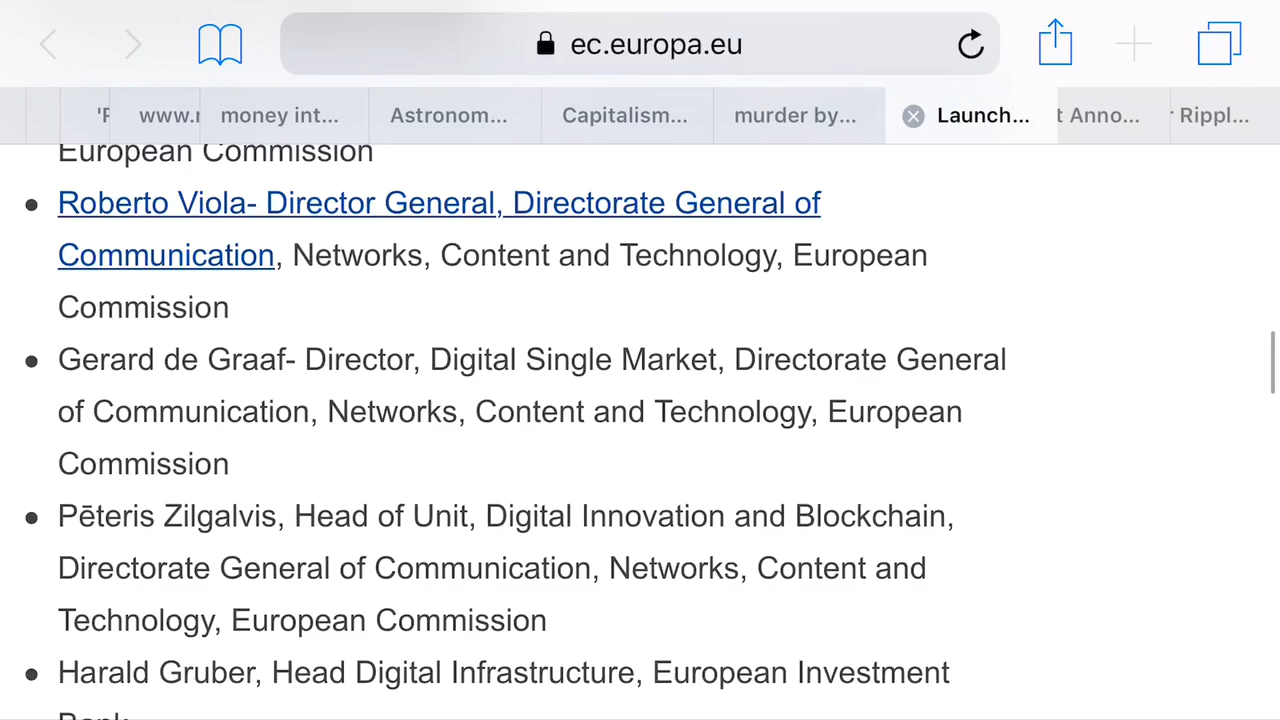 ec.europa.eu
'F
www.r
money int...
Astronom...
Capitalism...
murder by...
Launch...
t Anno...
Rippl...
European Commission
Roberto Viola- Director General, Directorate General of
Communication, Networks, Content and Technology, European
Commission
Gerard de Graaf- Director, Digital Single Market, Directorate General
of Communication, Networks, Content and Technology, European
Commission
Pēteris Zilgalvis, Head of Unit, Digital Innovation and Blockchain,
Directorate General of Communication, Networks, Content and
Technology, European Commission
Harald Gruber, Head Digital Infrastructure, European Investment
Bank